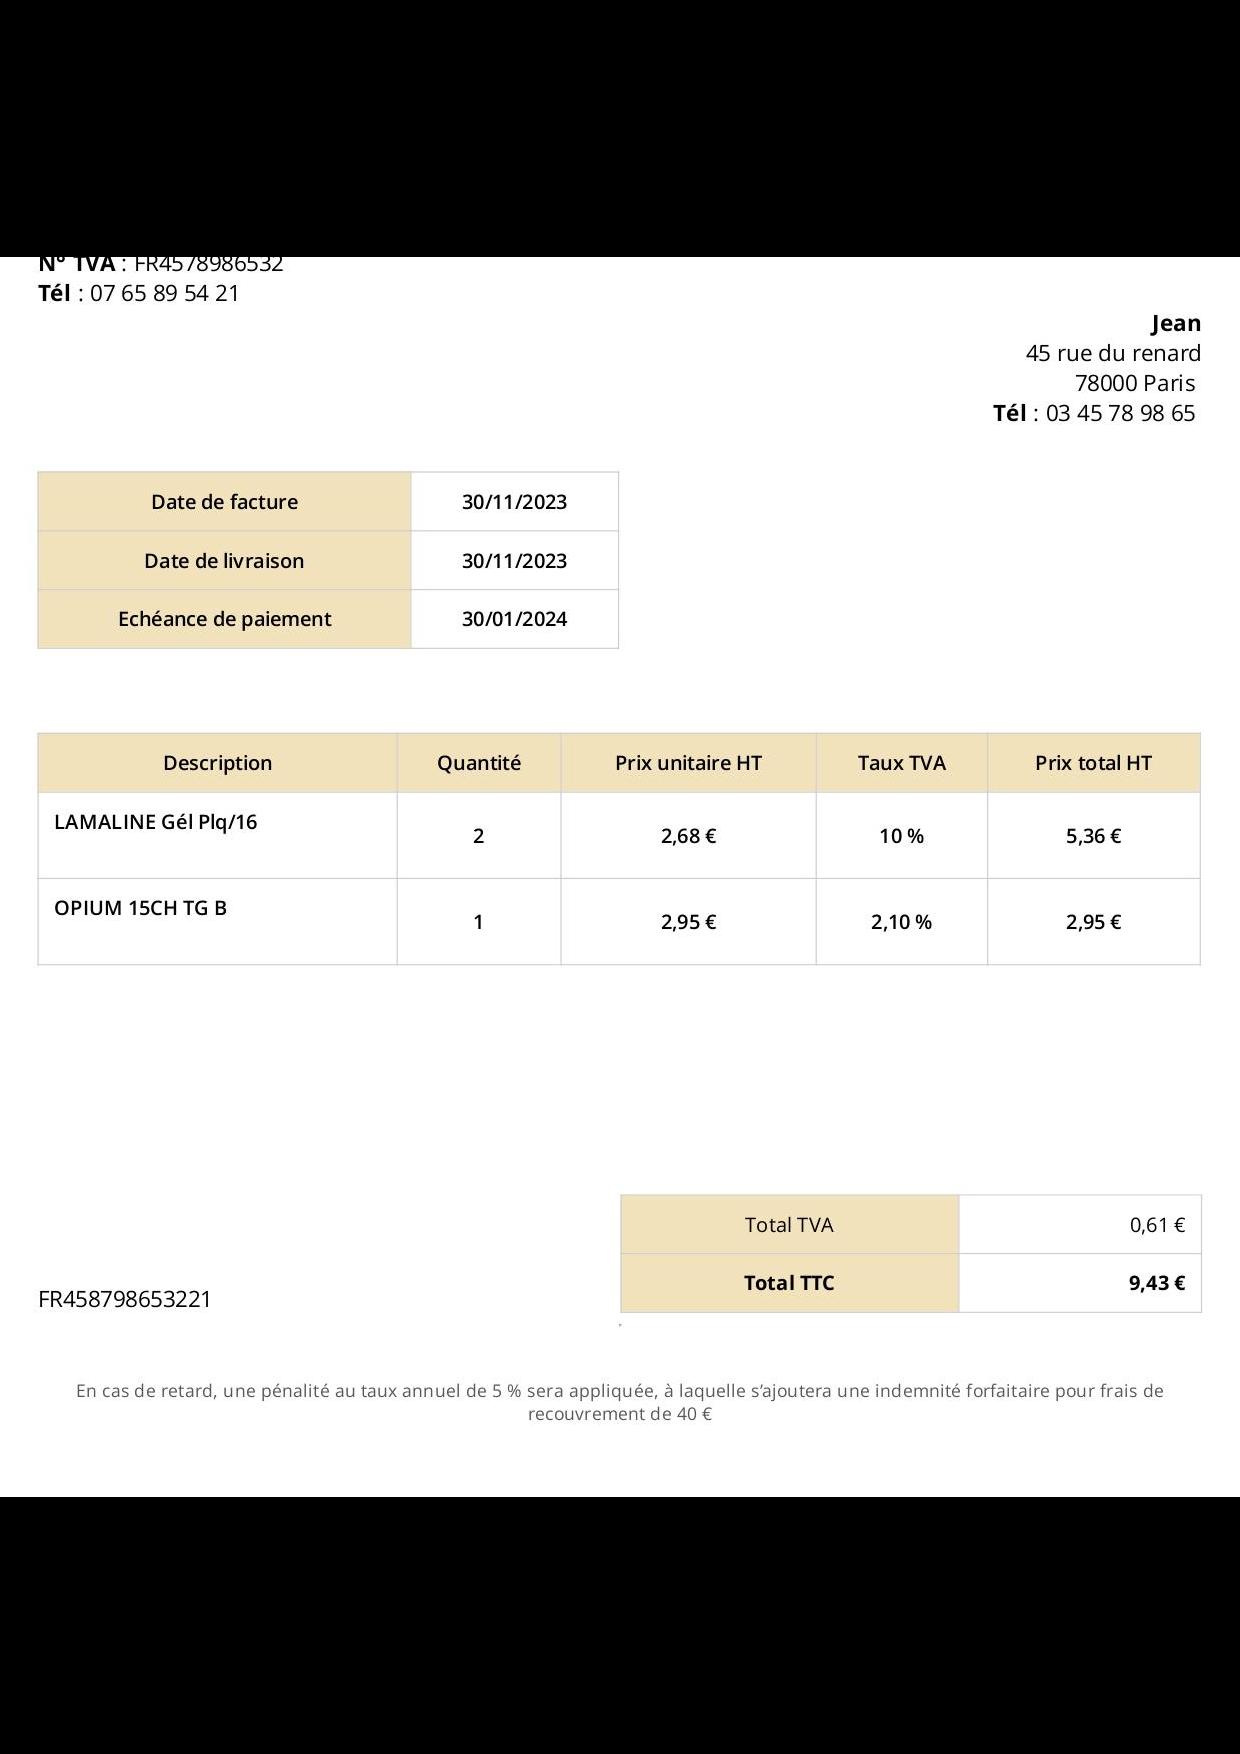 N° TVA : FR4578986532
Tél : 07 65 89 54 21
Jean
45 rue du renard
78000 Paris
Tél : 03 45 78 98 65
Date de facture 30/11/2023
Date de livraison 30/11/2023
Echéance de paiement 30/01/2024
Description Quantité Prix unitaire HT Taux TVA Prix total HT
LAMALINE Gél Plq/16 2 2,68 € 10 % 5,36 €
OPIUM 15CH TG B 1 2,95 € 2,10 % 2,95 €
Total TVA 0,61 €
Total TTC 9,43 €
FR458798653221
En cas de retard, une pénalité au taux annuel de 5 % sera appliquée, à laquelle s’ajoutera une indemnité forfaitaire pour frais de
recouvrement de 40 €